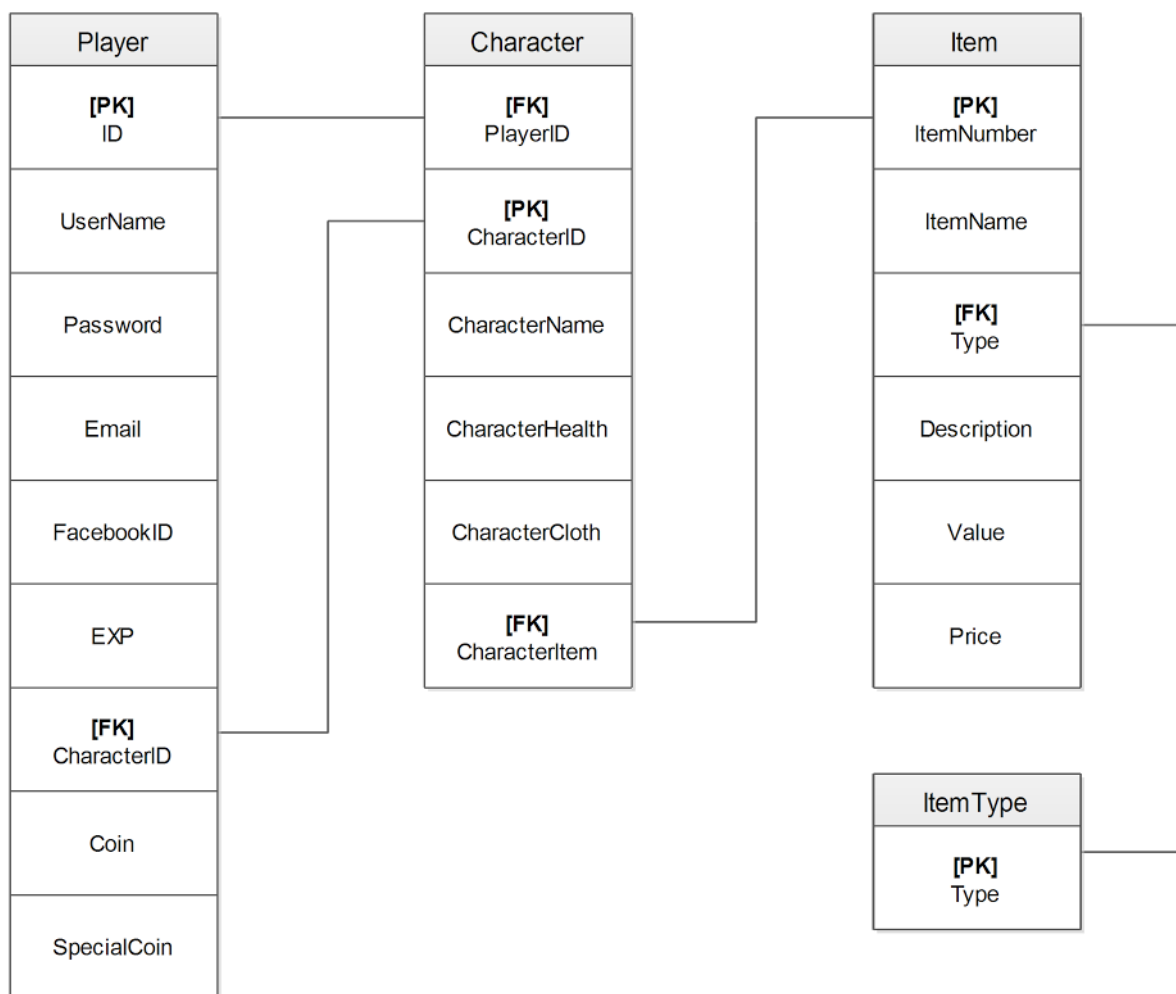 Player
[PK]
ID
UserName
Password
Email
FacebookID
EXP
[FK]
CharacterID
Coin
SpecialCoin
Character
[FK]
PlayerID
[PK]
CharacterID
CharacterName
CharacterHealth
CharacterCloth
[FK]
CharacterItem
Item
[PK]
ItemNumber
ItemName
[FK]
Type
Description
Value
Price
ItemType
[PK]
Type